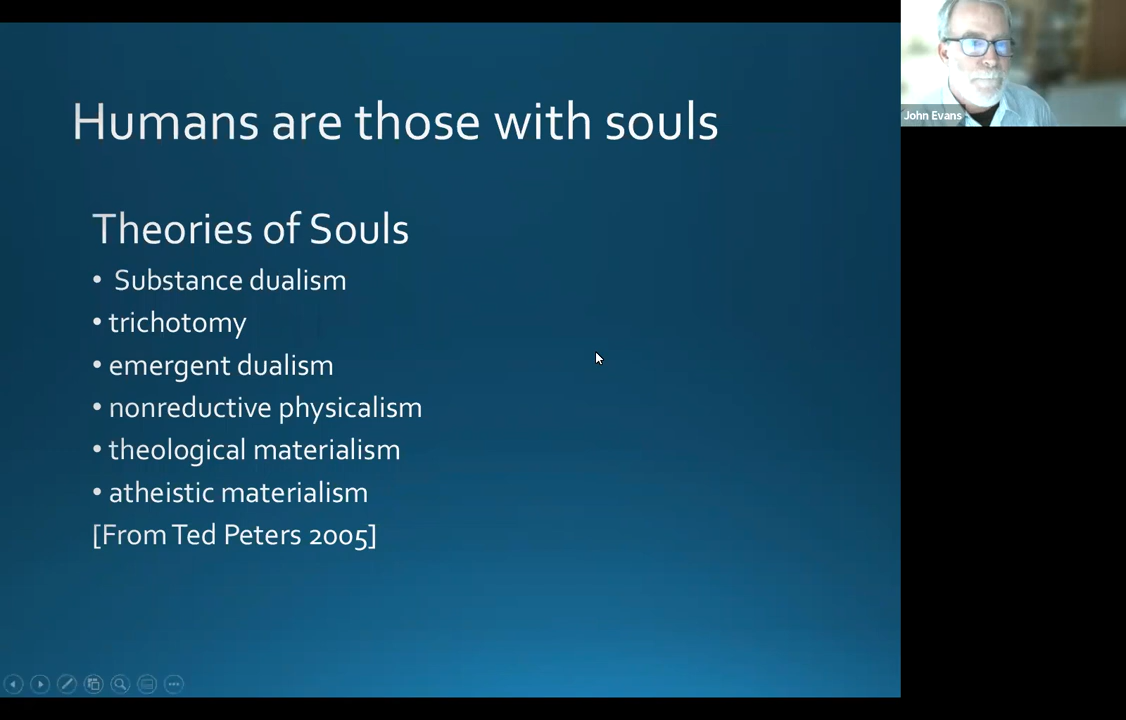 Humans are those with souls
John Evans
Theories of Souls
• Substance dualism
• trichotomy
• emergent dualism
• nonreductive physicalism
• theological materialism
• atheistic materialism
[From Ted Peters 2005]